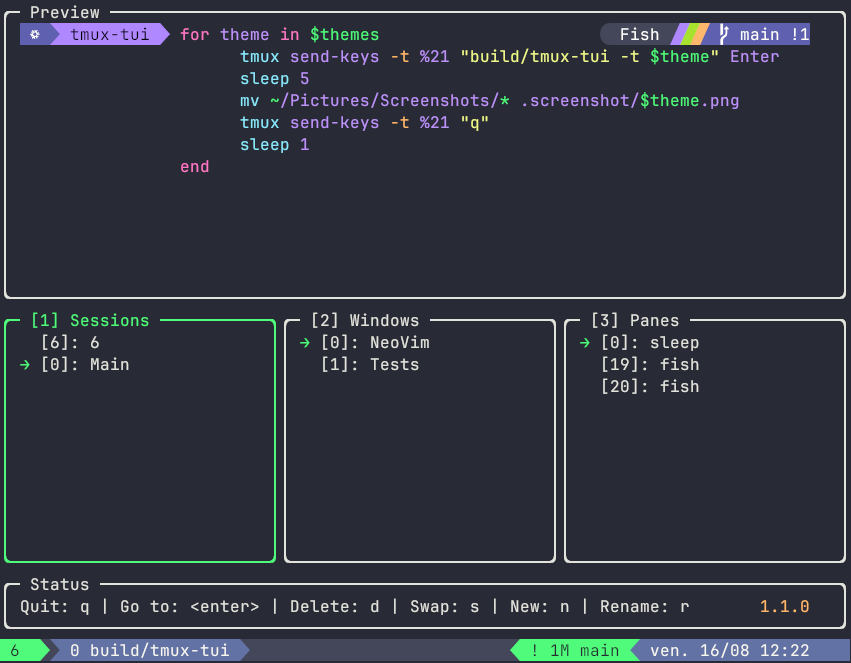 Preview
tmux-tui for theme in $themes Fish main !1
tmux send-keys -t %21 "build/tmux-tui -t $theme" Enter
sleep 5
mv ~/Pictures/Screenshots/* .screenshot/$theme.png
tmux send-keys -t %21 "q"
sleep 1
end
[1] Sessions
[6]: 6
→ [0]: Main
[2] Windows
→ [0]: NeoVim
[1]: Tests
[3] Panes
→ [0]: sleep
[19]: fish
[20]: fish
Status
Quit: q | Go to: <enter> | Delete: d | Swap: s | New: n | Rename: r 1.1.0
6 0 build/tmux-tui ! 1M main ven. 16/08 12:22